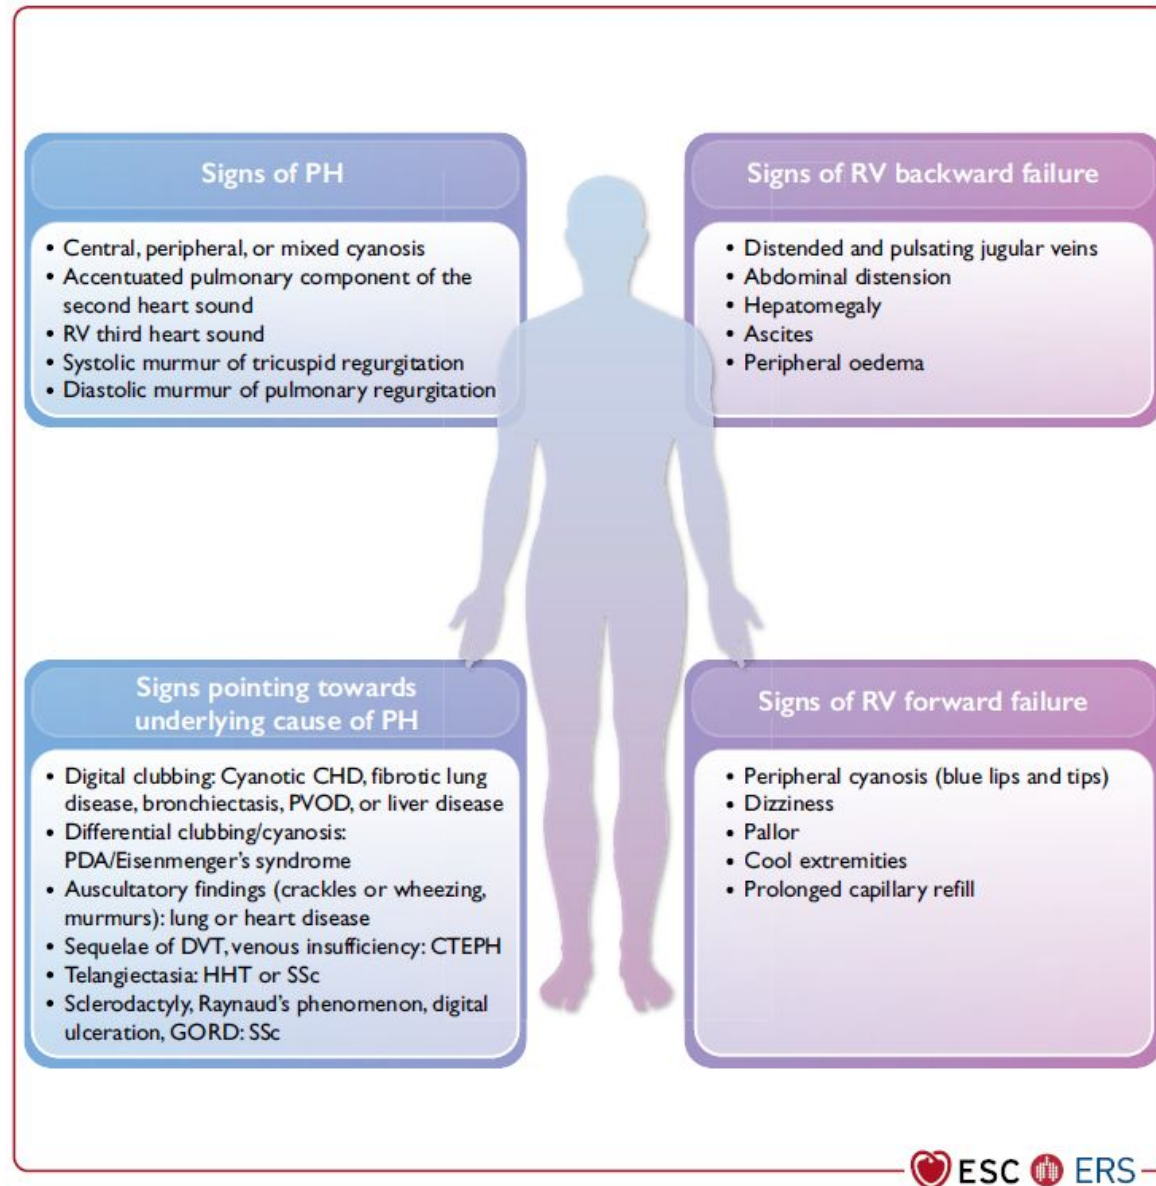 Signs of PH
• Central, peripheral, or mixed cyanosis
• Accentuated pulmonary component of the
second heart sound
• RV third heart sound
• Systolic murmur of tricuspid regurgitation
• Diastolic murmur of pulmonary regurgitation
Signs of RV backward failure
• Distended and pulsating jugular veins
• Abdominal distension
• Hepatomegaly
• Ascites
• Peripheral oedema
Signs pointing towards
underlying cause of PH
• Digital clubbing: Cyanotic CHD, fibrotic lung
disease, bronchiectasis, PVOD, or liver disease
• Differential clubbing/cyanosis:
PDA/Eisenmenger's syndrome
• Auscultatory findings (crackles or wheezing,
murmurs): lung or heart disease
• Sequelae of DVT, venous insufficiency: CTEPH
• Telangiectasia: HHT or SSc
• Sclerodactyly, Raynaud's phenomenon, digital
ulceration, GORD: SSc
Signs of RV forward failure
• Peripheral cyanosis (blue lips and tips)
• Dizziness
• Pallor
• Cool extremities
• Prolonged capillary refill
ESC ERS